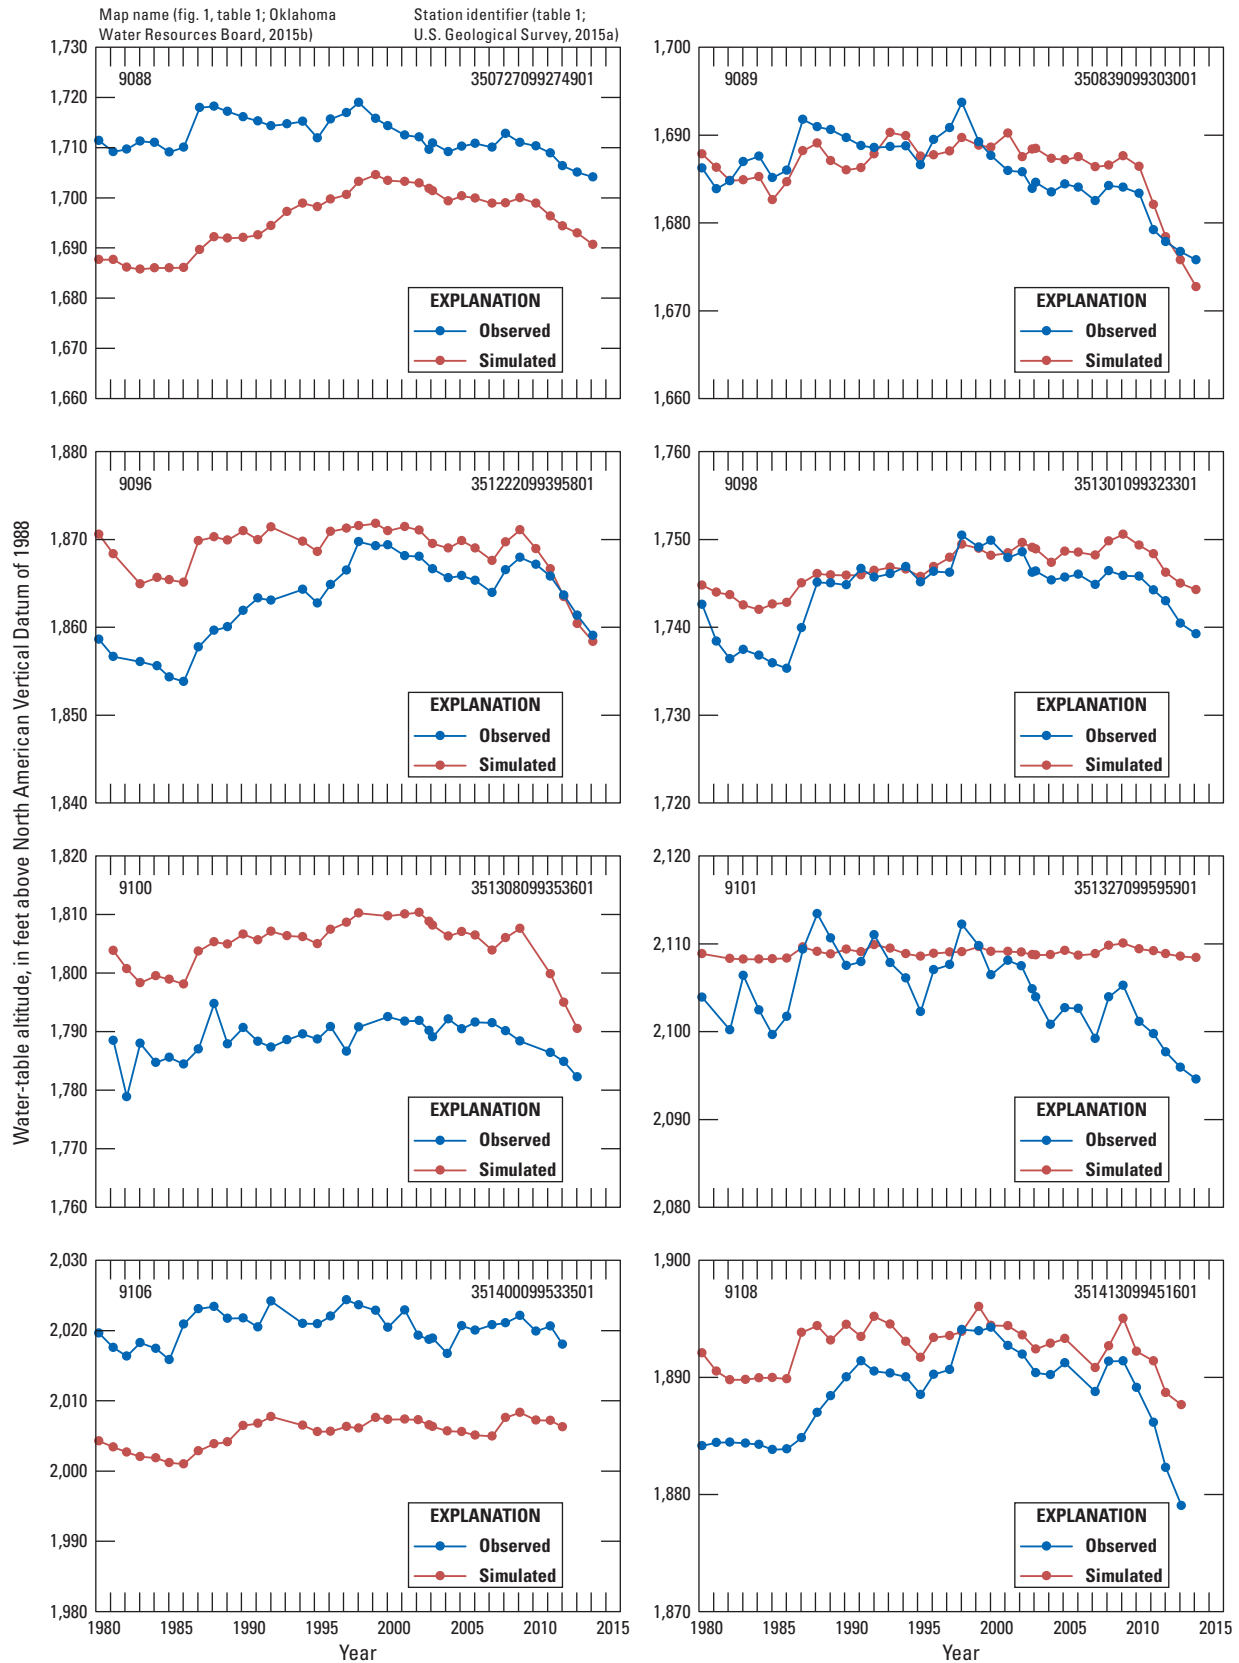 Map name (fig. 1, table 1; Oklahoma
Water Resources Board, 2015b)
Station identifier (table 1;
U.S. Geological Survey, 2015a)
Water-table altitude, in feet above North American Vertical Datum of 1988
1,730
1,720
1,710
1,700
1,690
1,680
1,670
1,660
9088
350727099274901
EXPLANATION
Observed
Simulated
1,700
1,690
1,680
1,670
1,660
9089
350839099303001
EXPLANATION
Observed
Simulated
1,880
1,870
1,860
1,850
1,840
9096
351222099395801
EXPLANATION
Observed
Simulated
1,760
1,750
1,740
1,730
1,720
9098
351301099323301
EXPLANATION
Observed
Simulated
1,820
1,810
1,800
1,790
1,780
1,770
1,760
9100
351308099353601
EXPLANATION
Observed
Simulated
2,120
2,110
2,100
2,090
2,080
9101
351327099595901
EXPLANATION
Observed
Simulated
2,030
2,020
2,010
2,000
1,990
1,980
9106
351400099533501
EXPLANATION
Observed
Simulated
1980 1985 1990 1995 2000 2005 2010 2015
Year
1,900
1,890
1,880
1,870
9108
351413099451601
EXPLANATION
Observed
Simulated
1980 1985 1990 1995 2000 2005 2010 2015
Year